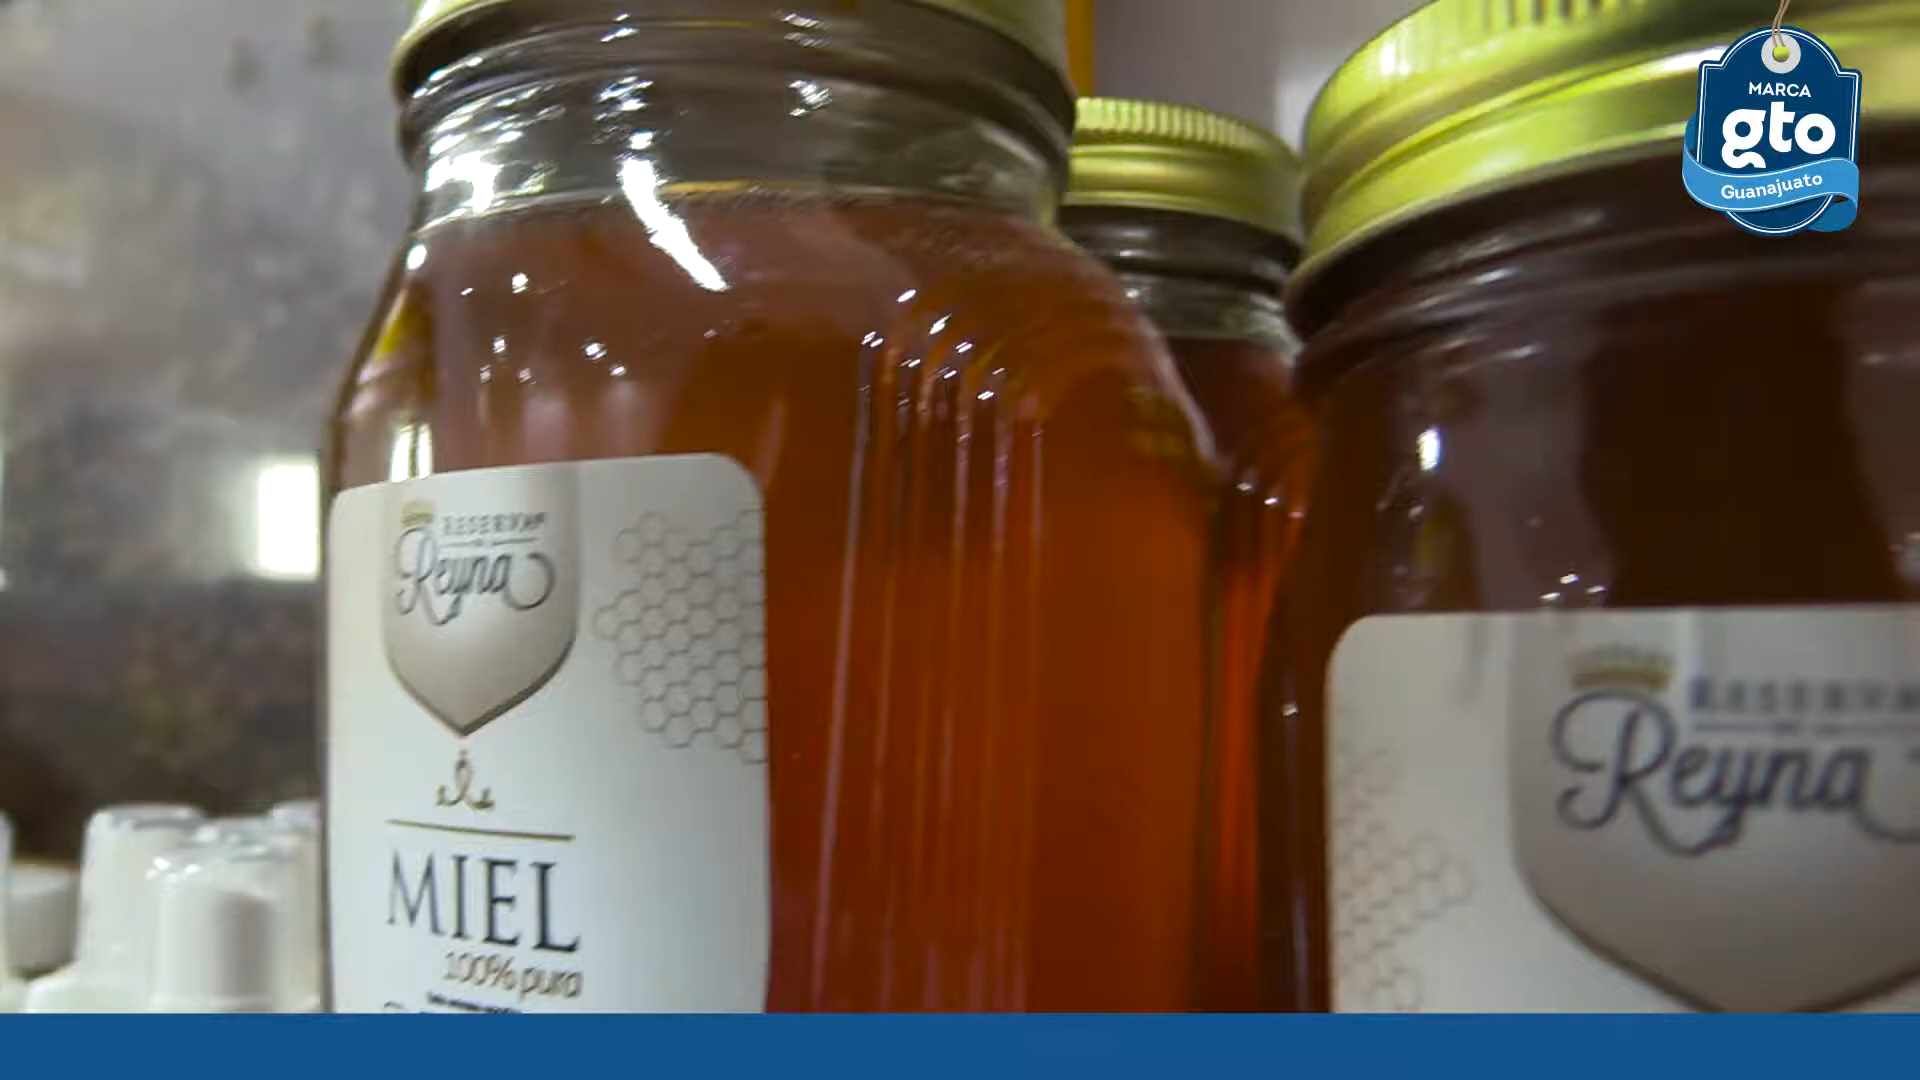 MARCA
gto
Guanajuato
RESERVA
Reyna
MIEL
100% pura
RESERVA
Reyna